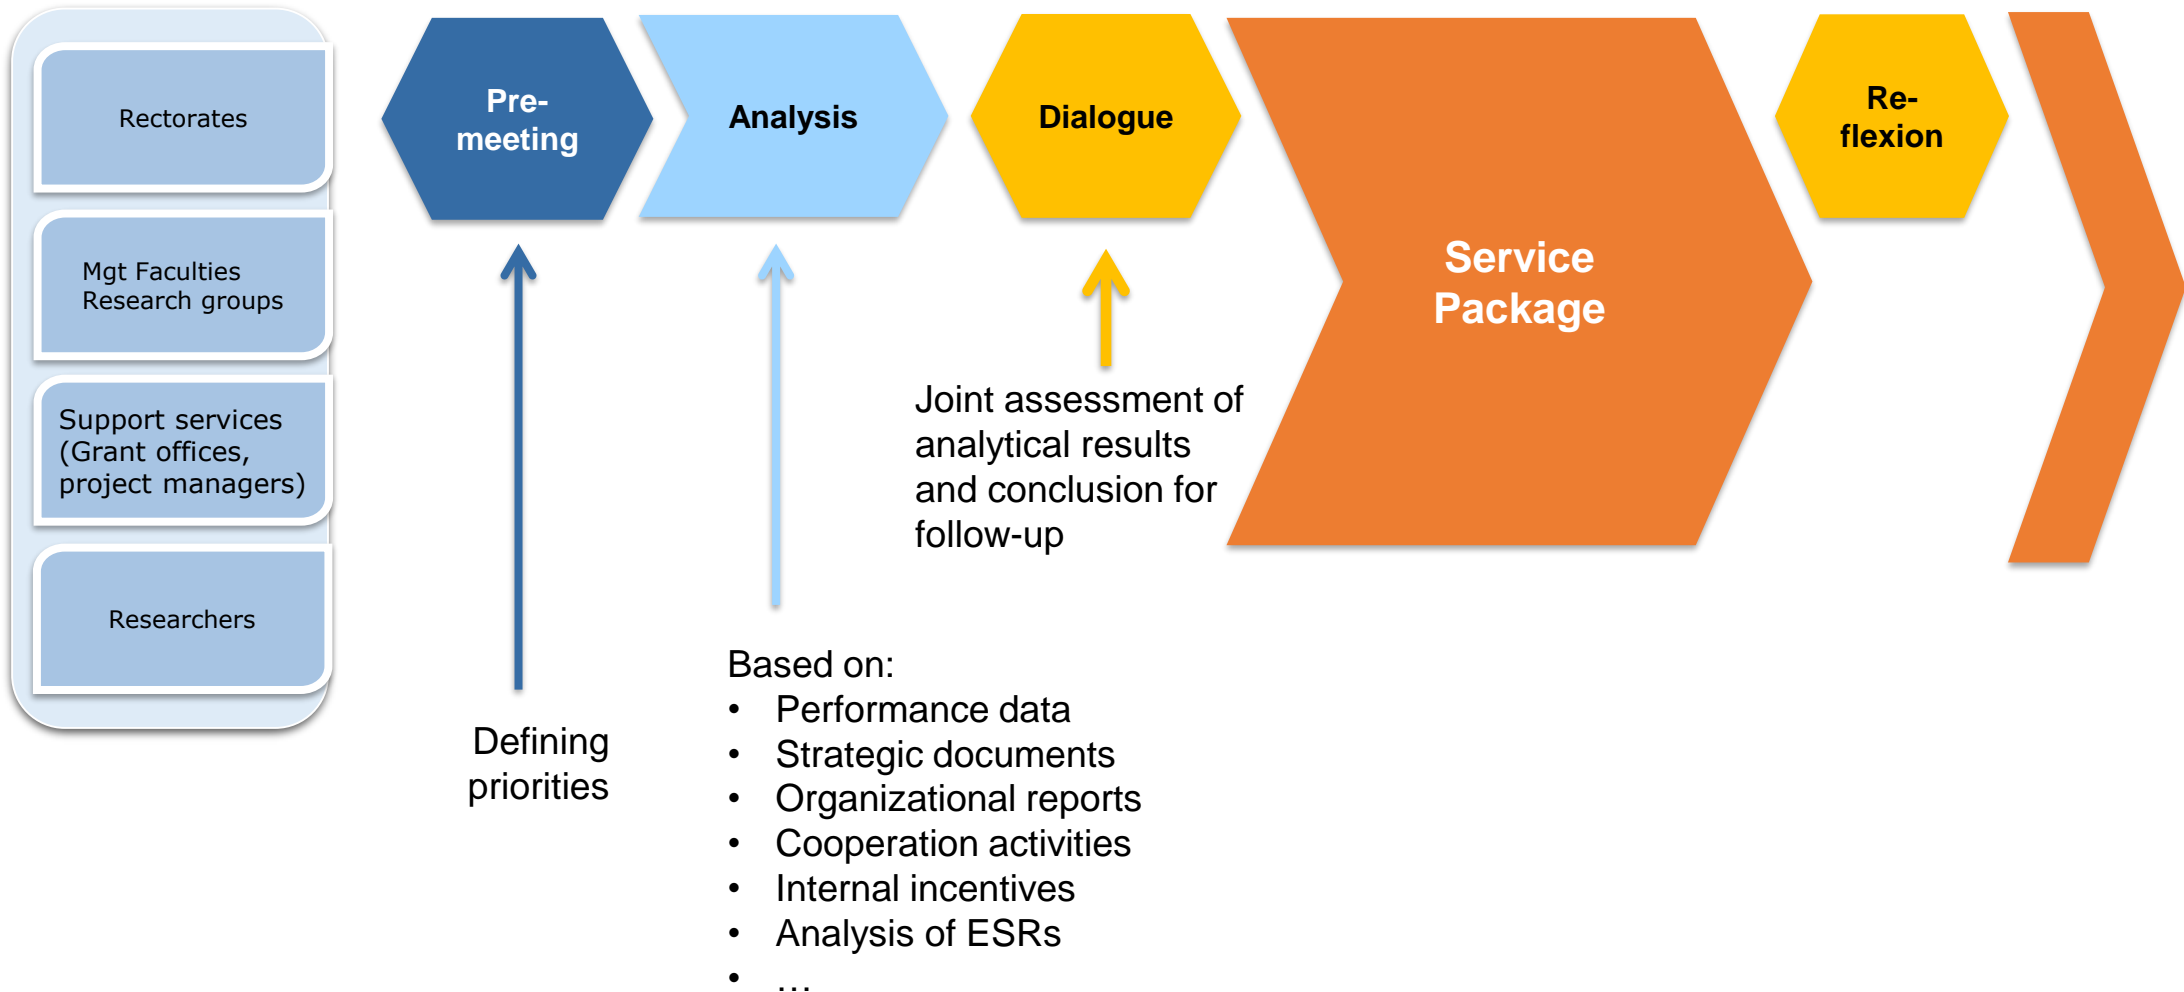 Rectorates
Mgt Faculties
Research groups
Support services
(Grant offices,
project managers)
Researchers
Pre-
meeting
Analysis
Dialogue
Service
Package
Re-
flexion
Defining
priorities
Based on:
• Performance data
• Strategic documents
• Organizational reports
• Cooperation activities
• Internal incentives
• Analysis of ESRs
• …
Joint assessment of
analytical results
and conclusion for
follow-up